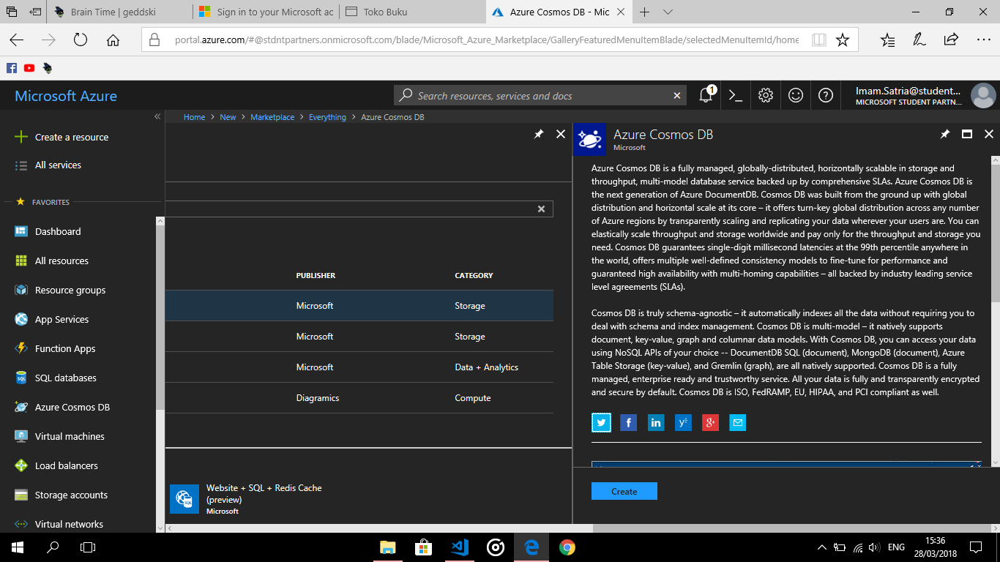 Brain Time | geddski
Sign in to your Microsoft ac
Toko Buku
Azure Cosmos DB - Mic
portal.azure.com/#@stdntpartners.onmicrosoft.com/blade/Microsoft_Azure_Marketplace/GalleryFeaturedMenuItemBlade/selectedMenuItemId/home
Microsoft Azure
Search resources, services and docs
1
Imam.Satria@student...
MICROSOFT STUDENT PARTN...
Home > New > Marketplace > Everything > Azure Cosmos DB
Create a resource
All services
FAVORITES
Dashboard
All resources
Resource groups
App Services
Function Apps
SQL databases
Azure Cosmos DB
Virtual machines
Load balancers
Storage accounts
Virtual networks
PUBLISHER CATEGORY
Microsoft Storage
Microsoft Storage
Microsoft Data + Analytics
Diagramics Compute
Website + SQL + Redis Cache
(preview)
Microsoft
Azure Cosmos DB
Microsoft
Azure Cosmos DB is a fully managed, globally-distributed, horizontally scalable in storage and
throughput, multi-model database service backed up by comprehensive SLAs. Azure Cosmos DB is
the next generation of Azure DocumentDB. Cosmos DB was built from the ground up with global
distribution and horizontal scale at its core – it offers turn-key global distribution across any number
of Azure regions by transparently scaling and replicating your data wherever your users are. You can
elastically scale throughput and storage worldwide and pay only for the throughput and storage you
need. Cosmos DB guarantees single-digit millisecond latencies at the 99th percentile anywhere in
the world, offers multiple well-defined consistency models to fine-tune for performance and
guaranteed high availability with multi-homing capabilities – all backed by industry leading service
level agreements (SLAs).
Cosmos DB is truly schema-agnostic – it automatically indexes all the data without requiring you to
deal with schema and index management. Cosmos DB is multi-model – it natively supports
document, key-value, graph and columnar data models. With Cosmos DB, you can access your data
using NoSQL APIs of your choice -- DocumentDB SQL (document), MongoDB (document), Azure
Table Storage (key-value), and Gremlin (graph), are all natively supported. Cosmos DB is a fully
managed, enterprise ready and trustworthy service. All your data is fully and transparently encrypted
and secure by default. Cosmos DB is ISO, FedRAMP, EU, HIPAA, and PCI compliant as well.
Create
ENG
15:36
28/03/2018